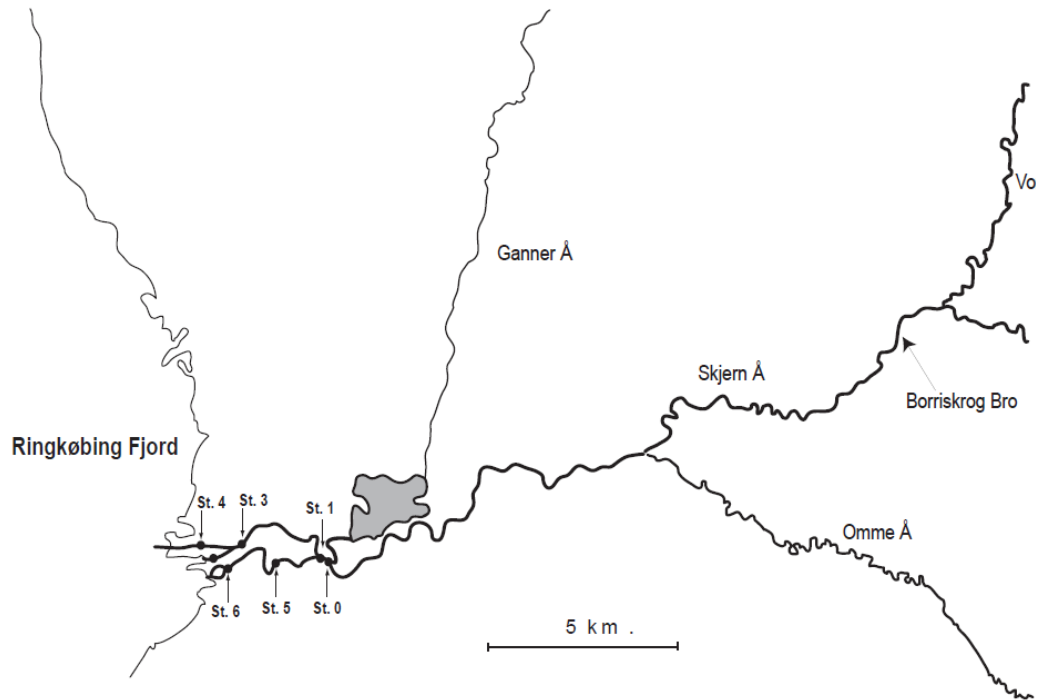 Vo
Ganner Å
Skjern Å
Borriskrog Bro
Ringkøbing Fjord
St. 4
St. 3
St. 1
Omme Å
St. 6
St. 5
St. 0
5 km .